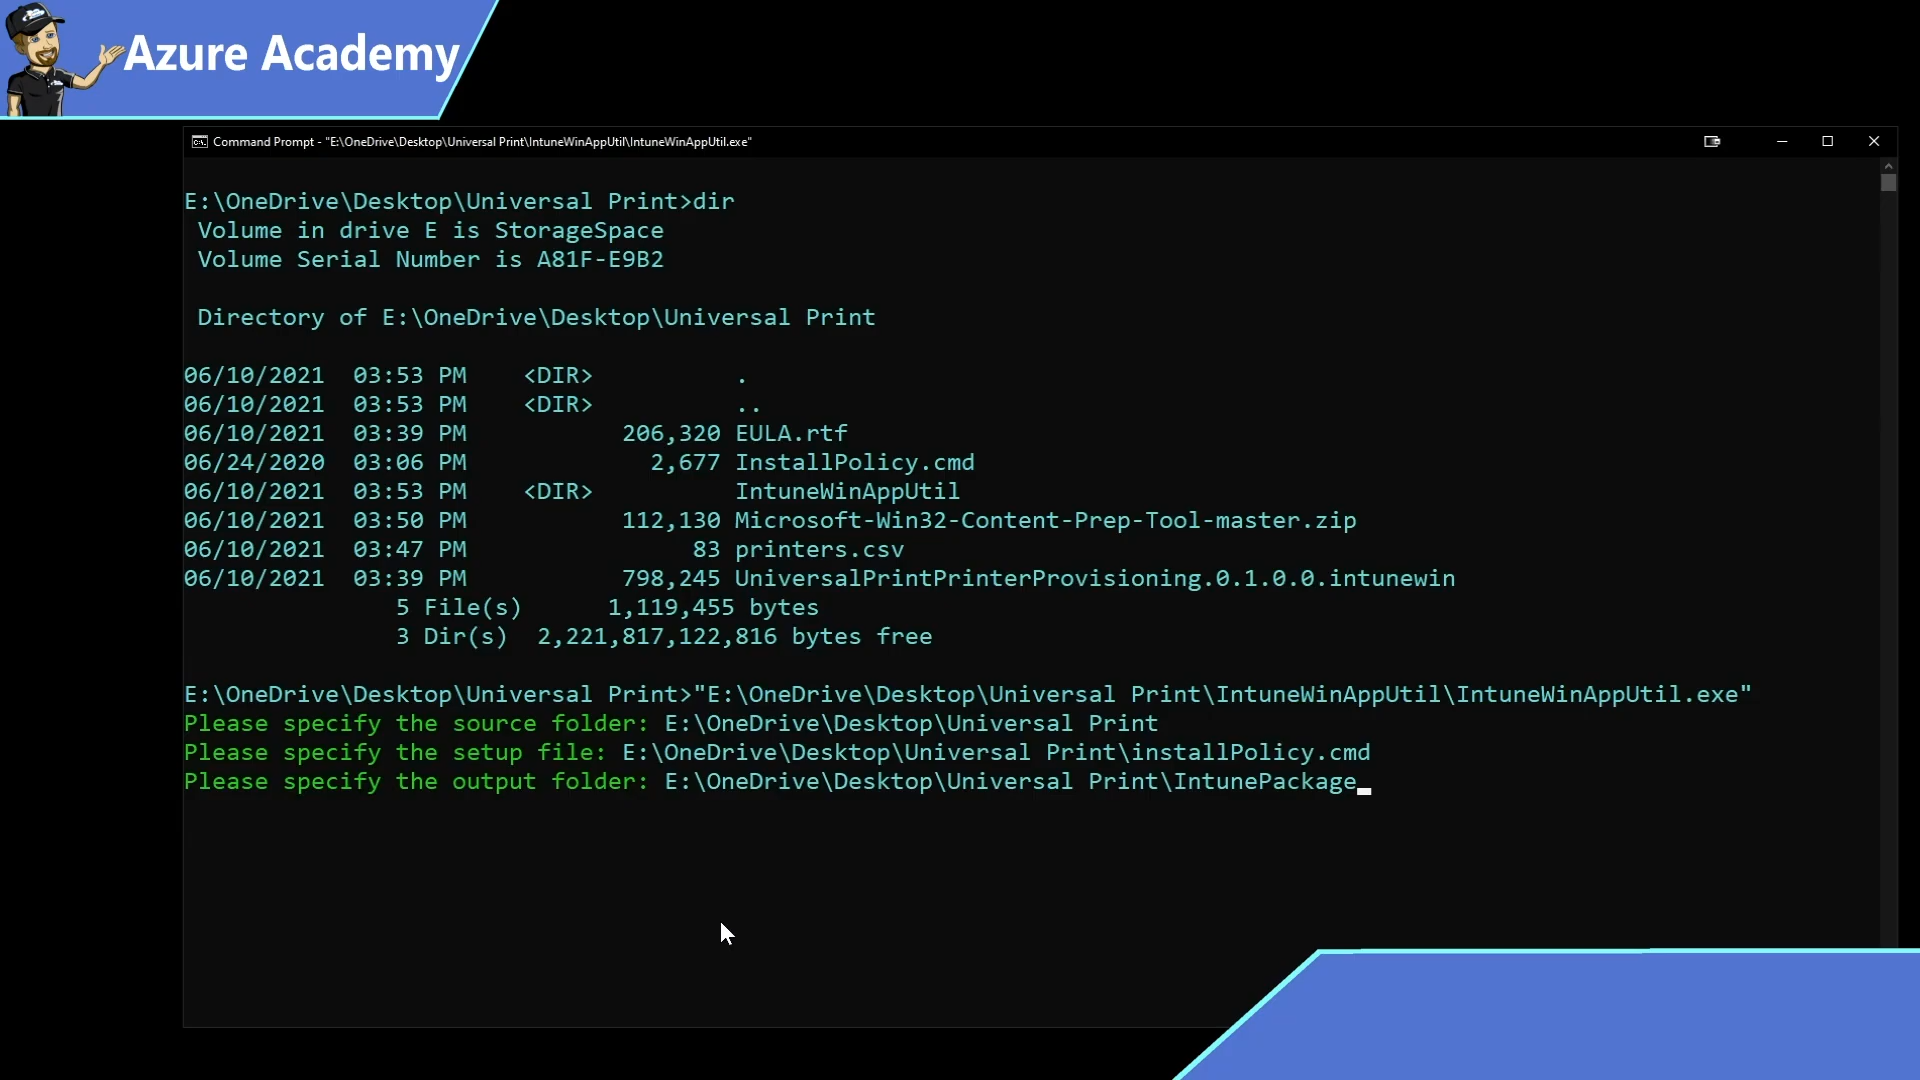 Azure Academy
Command Prompt - "E:\OneDrive\Desktop\Universal Print\IntuneWinAppUtil\IntuneWinAppUtil.exe"
E:\OneDrive\Desktop\Universal Print>dir
Volume in drive E is StorageSpace
Volume Serial Number is A81F-E9B2
Directory of E:\OneDrive\Desktop\Universal Print
06/10/2021 03:53 PM <DIR> .
06/10/2021 03:53 PM <DIR> ..
06/10/2021 03:39 PM 206,320 EULA.rtf
06/24/2020 03:06 PM 2,677 InstallPolicy.cmd
06/10/2021 03:53 PM <DIR> IntuneWinAppUtil
06/10/2021 03:50 PM 112,130 Microsoft-Win32-Content-Prep-Tool-master.zip
06/10/2021 03:47 PM 83 printers.csv
06/10/2021 03:39 PM 798,245 UniversalPrintPrinterProvisioning.0.1.0.0.intunewin
5 File(s) 1,119,455 bytes
3 Dir(s) 2,221,817,122,816 bytes free
E:\OneDrive\Desktop\Universal Print>"E:\OneDrive\Desktop\Universal Print\IntuneWinAppUtil\IntuneWinAppUtil.exe"
Please specify the source folder: E:\OneDrive\Desktop\Universal Print
Please specify the setup file: E:\OneDrive\Desktop\Universal Print\installPolicy.cmd
Please specify the output folder: E:\OneDrive\Desktop\Universal Print\IntunePackage